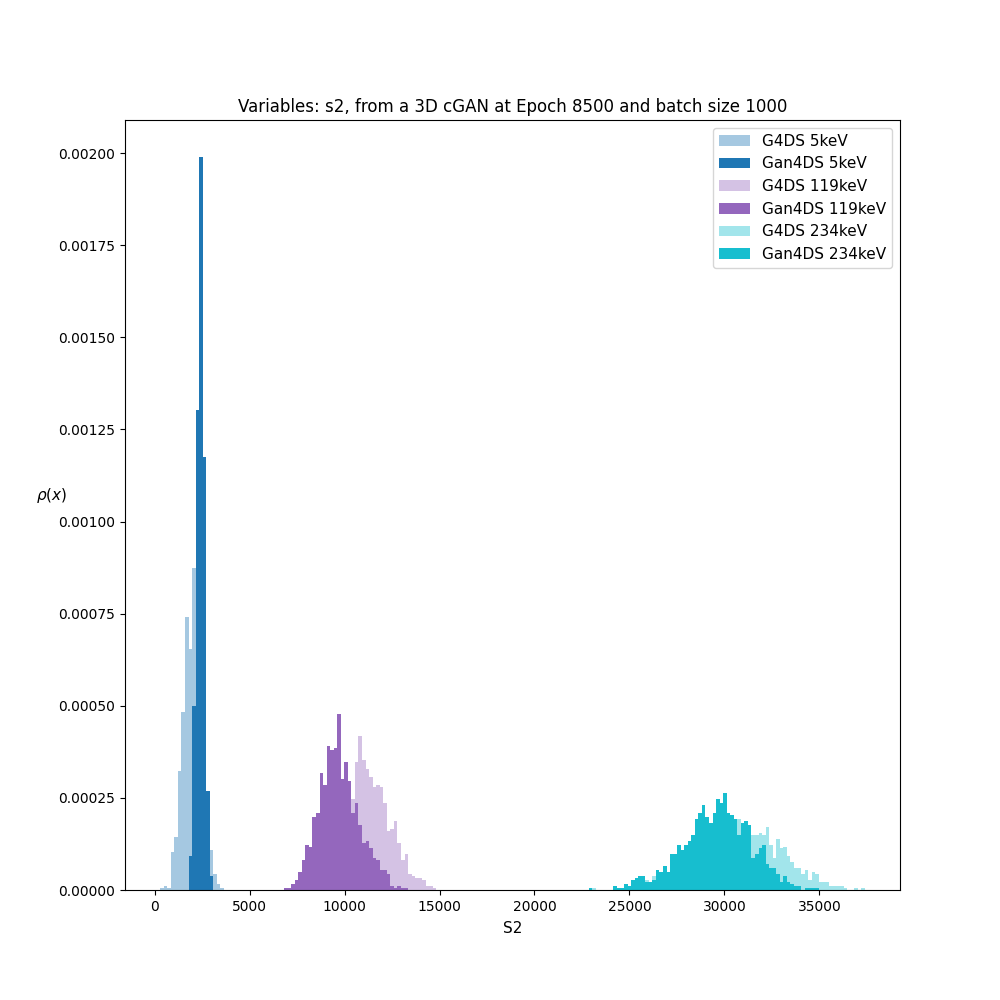 Variables: s2, from a 3D cGAN at Epoch 8500 and batch size 1000
G4DS 5keV
Gan4DS 5keV
G4DS 119keV
Gan4DS 119keV
G4DS 234keV
Gan4DS 234keV
0.00200
0.00175
0.00150
0.00125
ρ(x)
0.00100
0.00075
0.00050
0.00025
0.00000
0 5000 10000 15000 20000 25000 30000 35000
S2